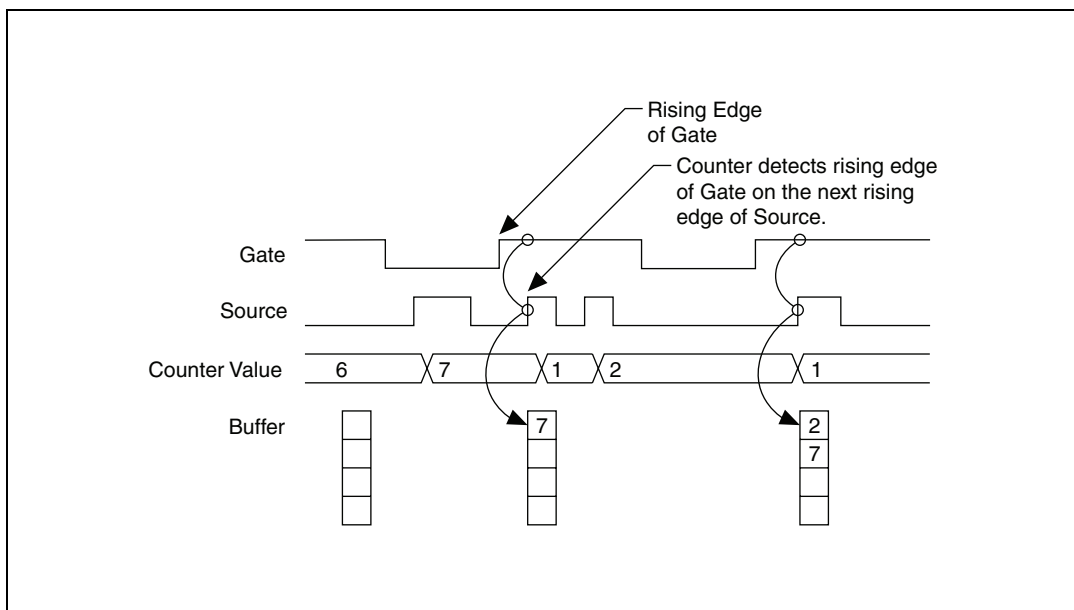 Rising Edge
of Gate
Counter detects rising edge
of Gate on the next rising
edge of Source.
Gate
Source
Counter Value
6
7
1
2
1
Buffer
7
2
7